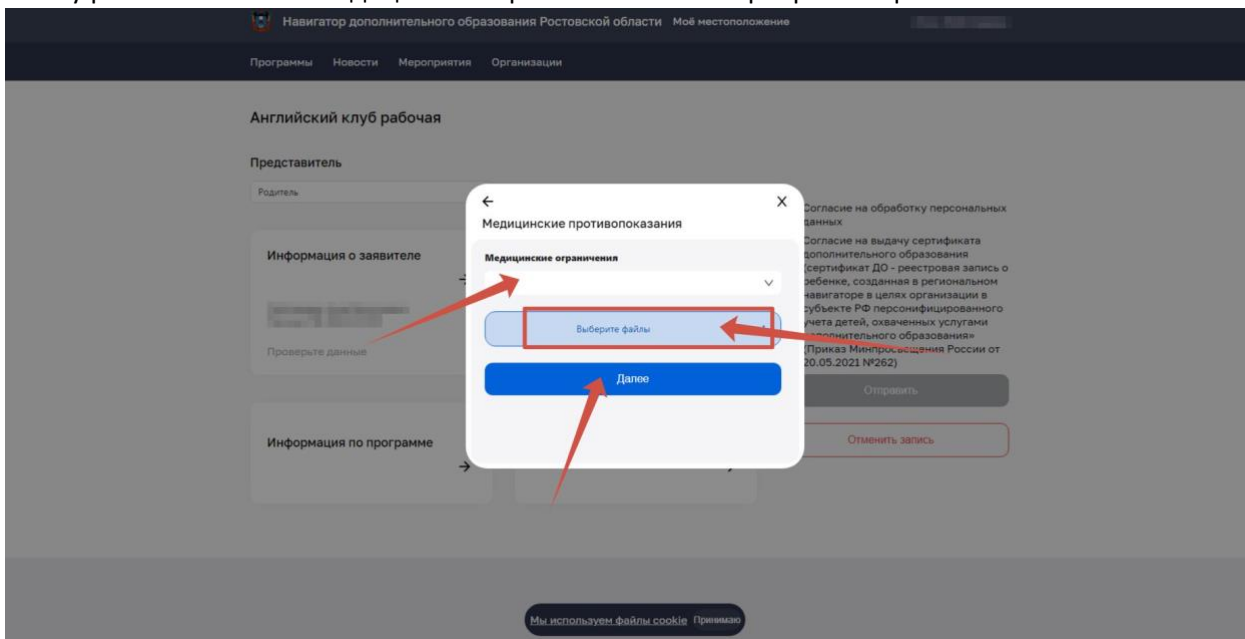 Навигатор дополнительного образования Ростовской области Моё местоположение
Программы Новости Мероприятия Организации
Английский клуб рабочая
Представитель
Родитель
Информация о заявителе
Проверьте данные
Информация по программе
Медицинские противопоказания
Медицинские ограничения
Выберите файлы
Далее
Согласие на обработку персональных
данных
Согласие на выдачу сертификата
дополнительного образования
(сертификат ДО - реестровая запись о
ребенке, созданная в региональном
навигаторе в целях организации в
субъекте РФ персонифицированного
учета детей, охваченных услугами
дополнительного образования»
(Приказ Минпросвещения России от
20.05.2021 №262)
Отправить
Отменить запись
Мы используем файлы cookie Принимаю